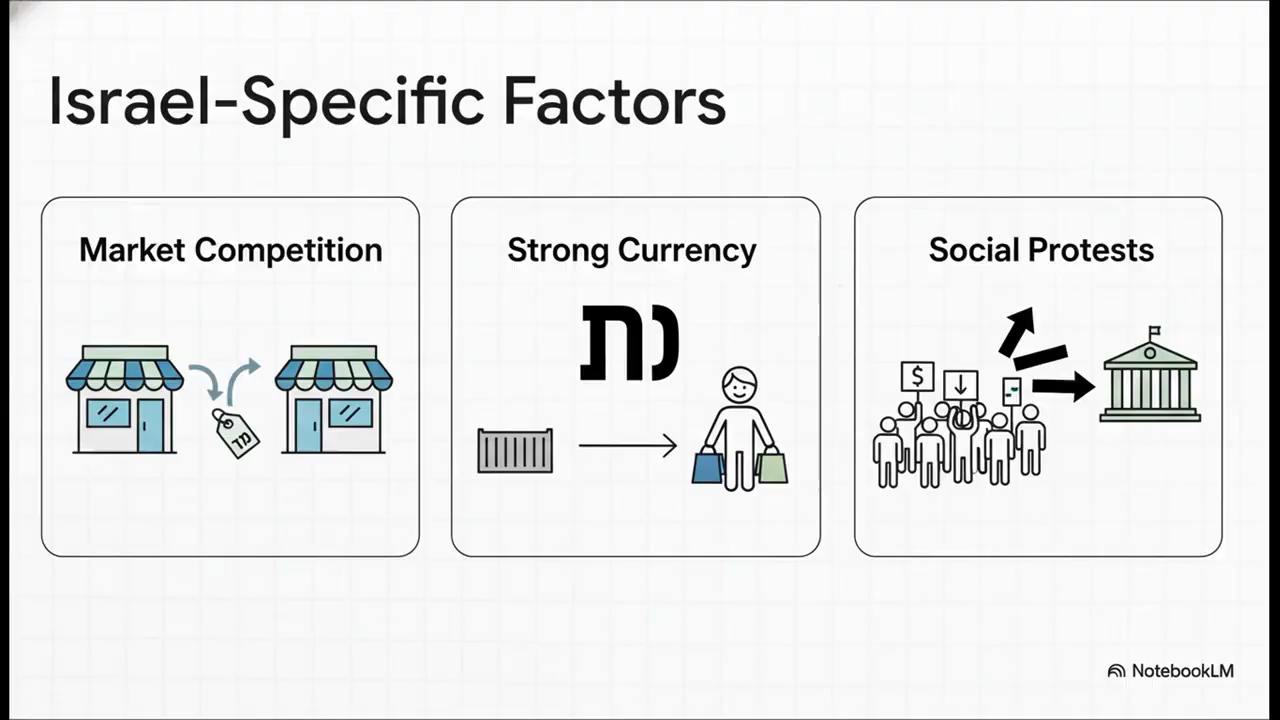 Israel-Specific Factors
Market Competition
Strong Currency
Social Protests
$
NotebookLM